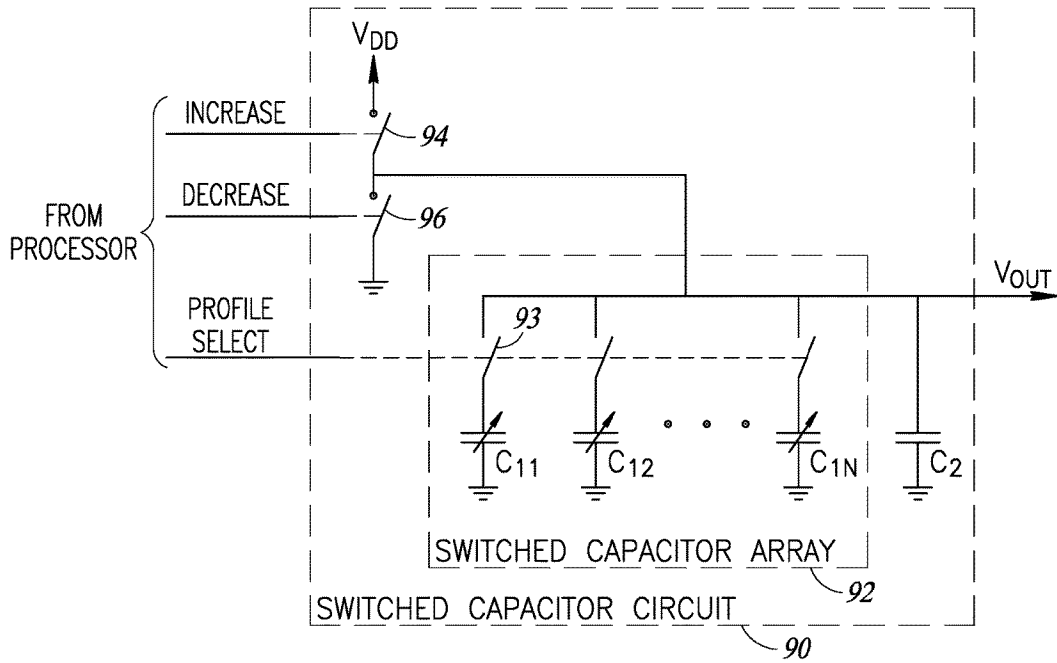 VDD
INCREASE
94
DECREASE
96
FROM
PROCESSOR
VOUT
PROFILE
SELECT
93
C11
C12
C1N
C2
SWITCHED CAPACITOR ARRAY
92
SWITCHED CAPACITOR CIRCUIT
90